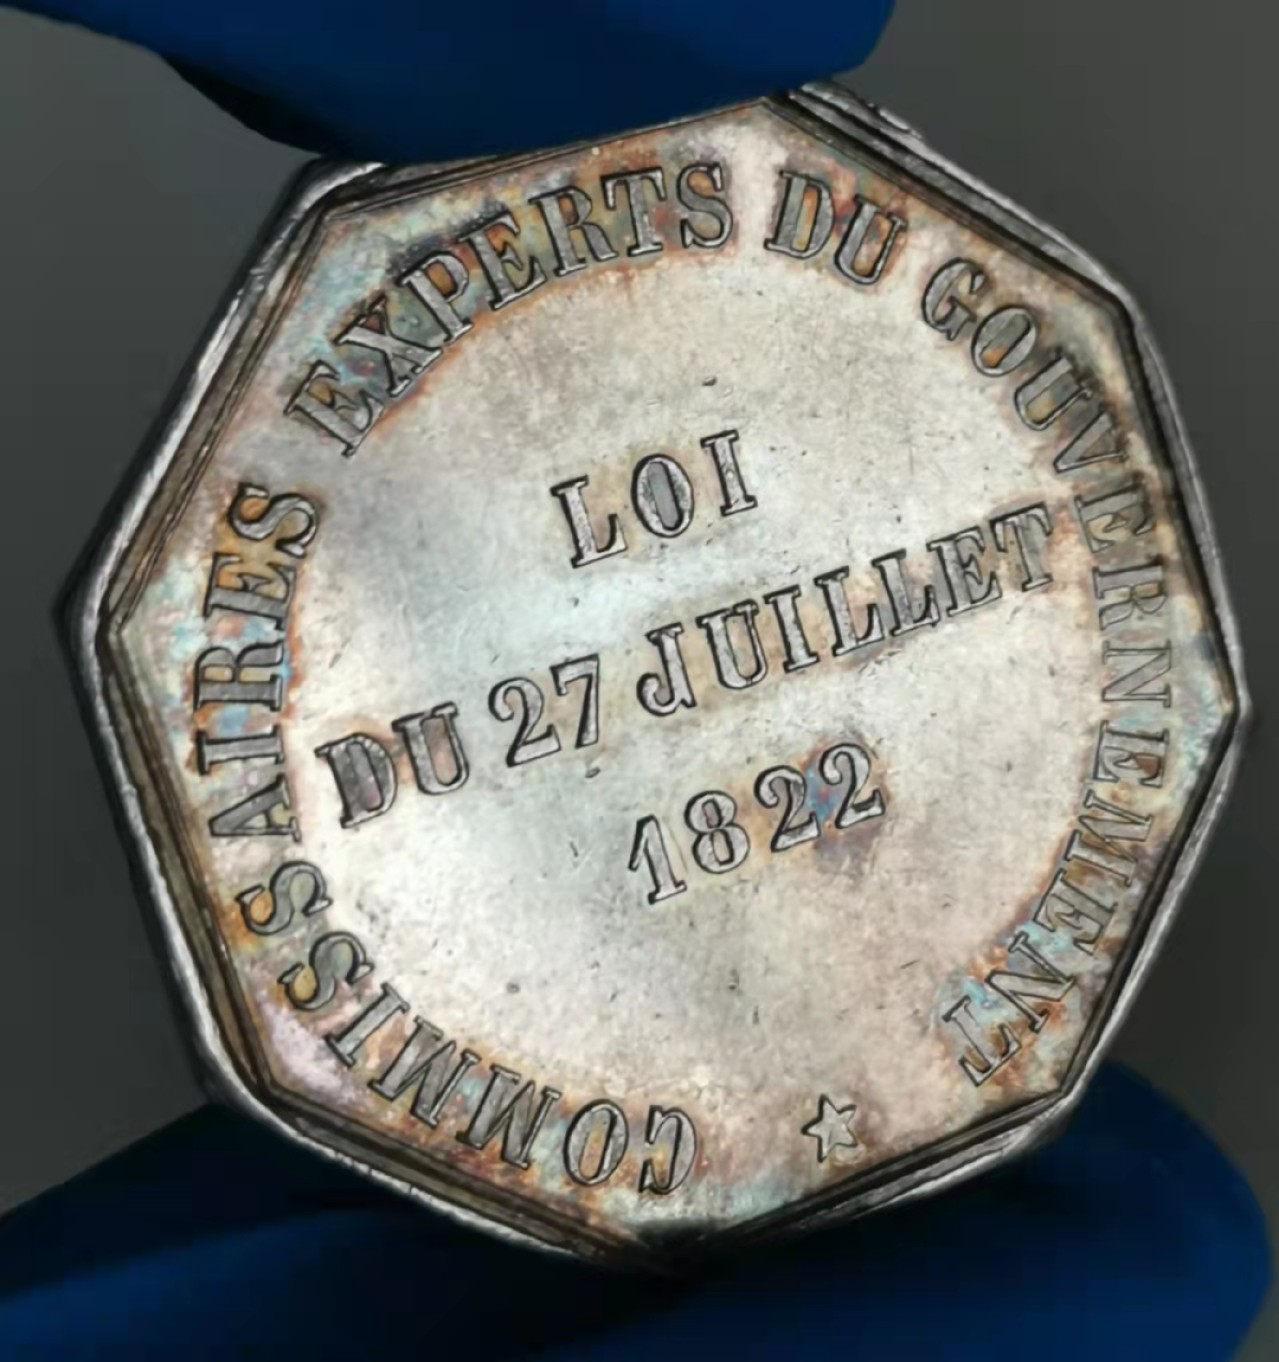 COMMISSAIRES EXPERTS DU GOUVERNEMENT
LOI
DU 27 JUILLET
1822